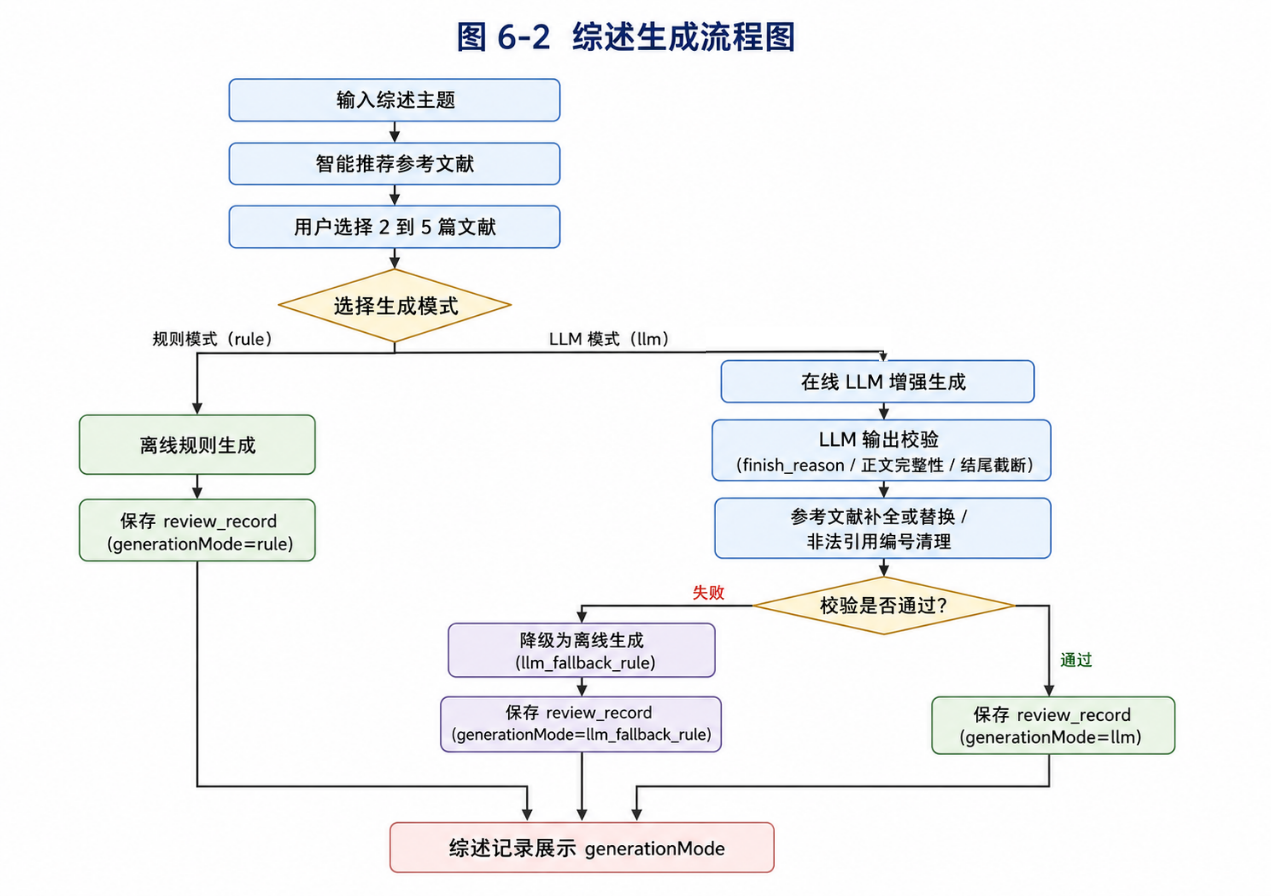 图 6-2 综述生成流程图
输入综述主题
智能推荐参考文献
用户选择 2 到 5 篇文献
选择生成模式
规则模式（rule）
LLM 模式（llm）
离线规则生成
保存 review_record
(generationMode=rule)
在线 LLM 增强生成
LLM 输出校验
（finish_reason / 正文完整性 / 结尾截断）
参考文献补全或替换 /
非法引用编号清理
校验是否通过？
失败
通过
降级为离线生成
(llm_fallback_rule)
保存 review_record
(generationMode=llm_fallback_rule)
保存 review_record
(generationMode=llm)
综述记录展示 generationMode